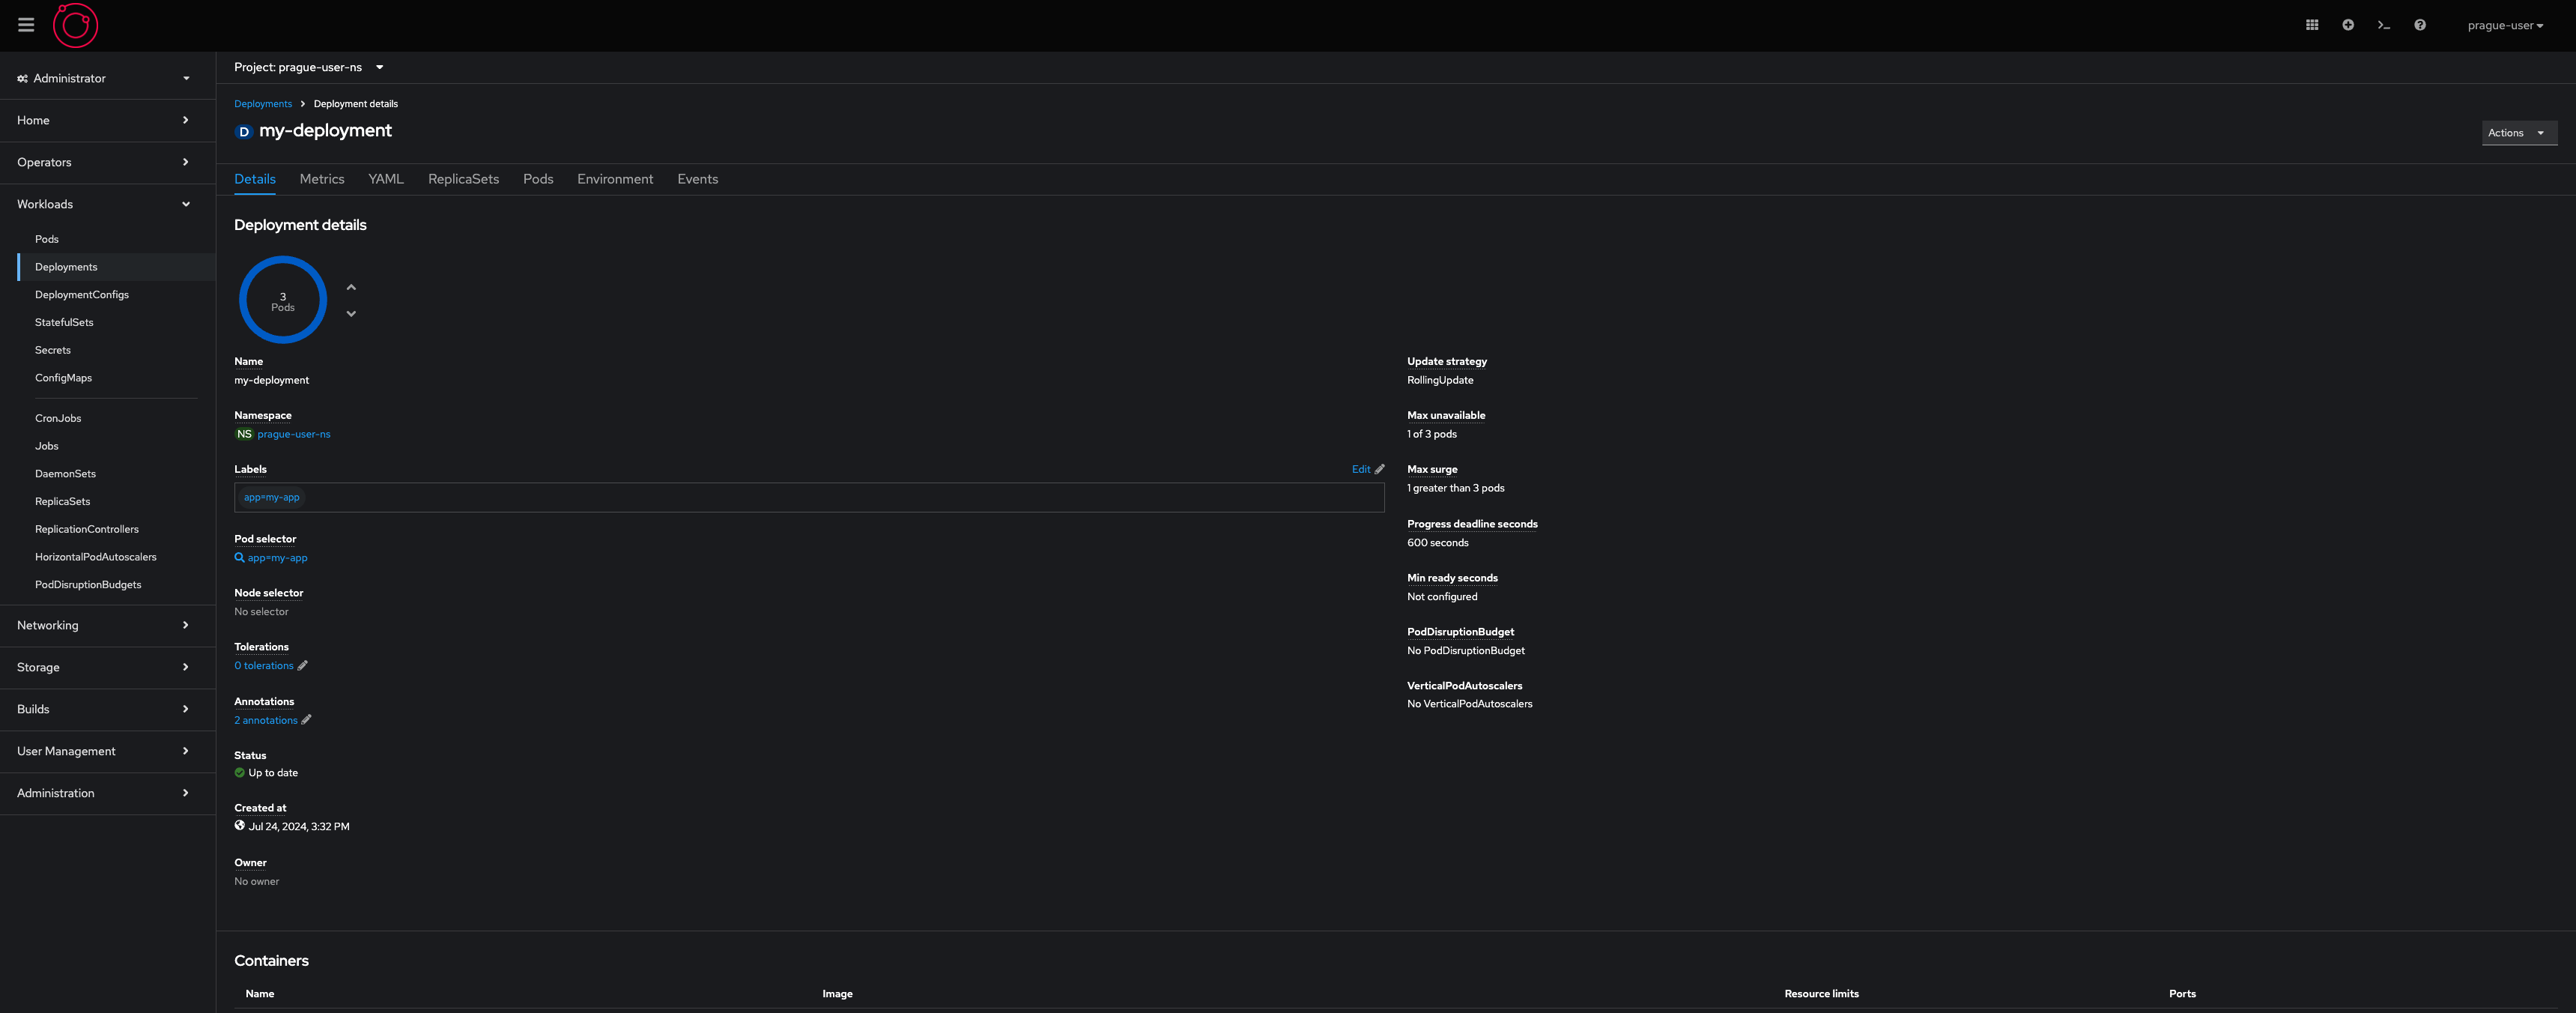 prague-user
Administrator
Home
Operators
Workloads
Pods
Deployments
DeploymentConfigs
StatefulSets
Secrets
ConfigMaps
CronJobs
Jobs
DaemonSets
ReplicaSets
ReplicationControllers
HorizontalPodAutoscalers
PodDisruptionBudgets
Networking
Storage
Builds
User Management
Administration
Project: prague-user-ns
Deployments Deployment details
D my-deployment
Actions
Details Metrics YAML ReplicaSets Pods Environment Events
Deployment details
3
Pods
Name
my-deployment
Namespace
NS prague-user-ns
Labels Edit
app=my-app
Pod selector
app=my-app
Node selector
No selector
Tolerations
0 tolerations
Annotations
2 annotations
Status
Up to date
Created at
Jul 24, 2024, 3:32 PM
Owner
No owner
Update strategy
RollingUpdate
Max unavailable
1 of 3 pods
Max surge
1 greater than 3 pods
Progress deadline seconds
600 seconds
Min ready seconds
Not configured
PodDisruptionBudget
No PodDisruptionBudget
VerticalPodAutoscalers
No VerticalPodAutoscalers
Containers
Name Image Resource limits Ports